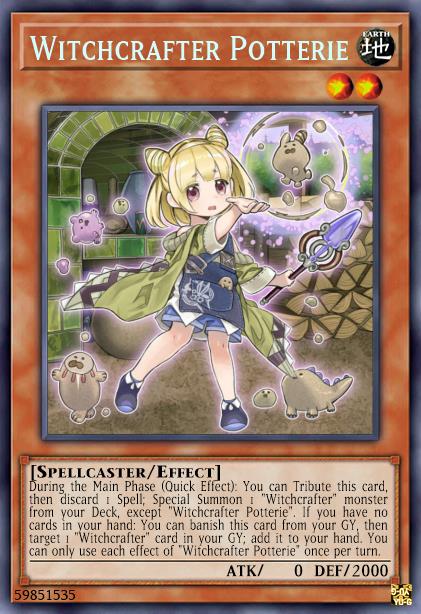 Witchcrafter Potterie
EARTH
地
[Spellcaster/Effect]
During the Main Phase (Quick Effect): You can Tribute this card,
then discard 1 Spell; Special Summon 1 "Witchcrafter" monster
from your Deck, except "Witchcrafter Potterie". If you have no
cards in your hand: You can banish this card from your GY, then
target 1 "Witchcrafter" card in your GY; add it to your hand. You
can only use each effect of "Witchcrafter Potterie" once per turn.
ATK/ 0 DEF/2000
59851535